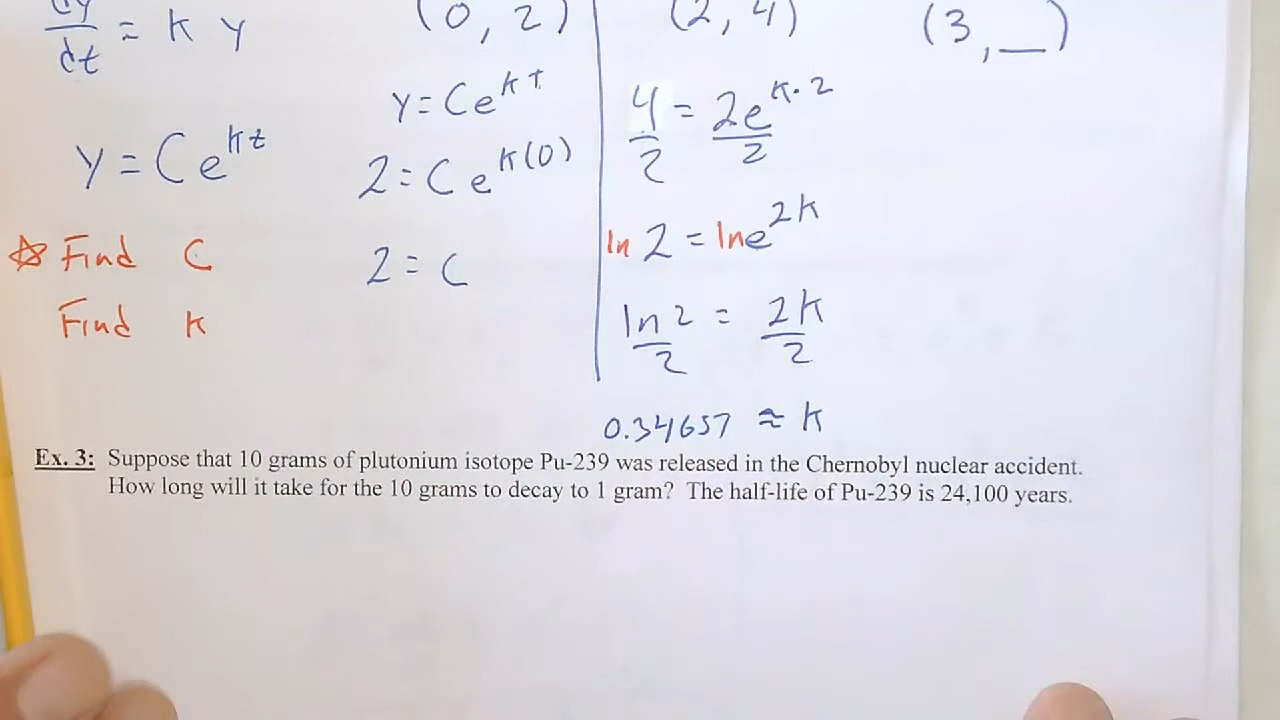 dy/dt = k y
(0, 2)
(2, 4)
(3, _)
y = Ce^kt
☆ Find C
Find k
y = Ce^kt
2 = Ce^k(0)
2 = C
4/2 = 2e^k·2/2
ln 2 = ln e^2k
ln 2/2 = 2k/2
0.34657 ≈ k
Ex. 3: Suppose that 10 grams of plutonium isotope Pu-239 was released in the Chernobyl nuclear accident.
How long will it take for the 10 grams to decay to 1 gram? The half-life of Pu-239 is 24,100 years.